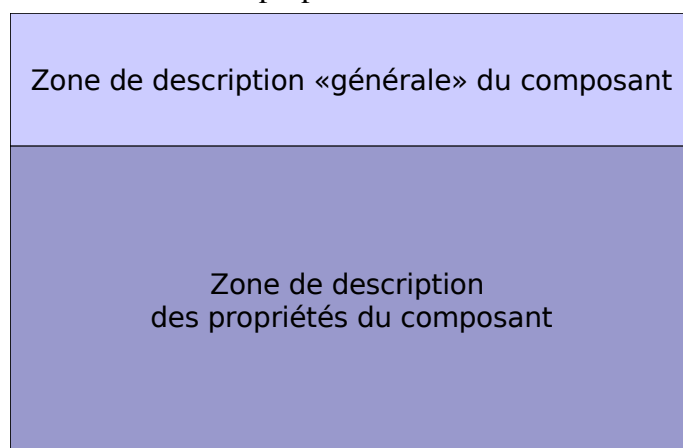 Zone de description «générale» du composant
Zone de description
des propriétés du composant